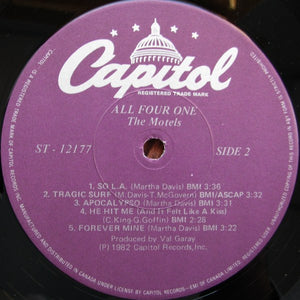 Capitol
REGISTERED TRADE MARK
ALL FOUR ONE
The Motels
ST - 12177
SIDE 2
1. SO L.A. (Martha Davis) BMI 3:36
2. TRAGIC SURF (M.Davis-T.McGovern) BMI/ASCAP 3:32
3. APOCALYPSO (Martha Davis) BMI 3:22
4. HE HIT ME (And It Felt Like A Kiss)
(C.King-G.Goffin) BMI 2:28
5. FOREVER MINE (Martha Davis) BMI 3:22
Produced by Val Garay
℗ 1982 Capitol Records,Inc.